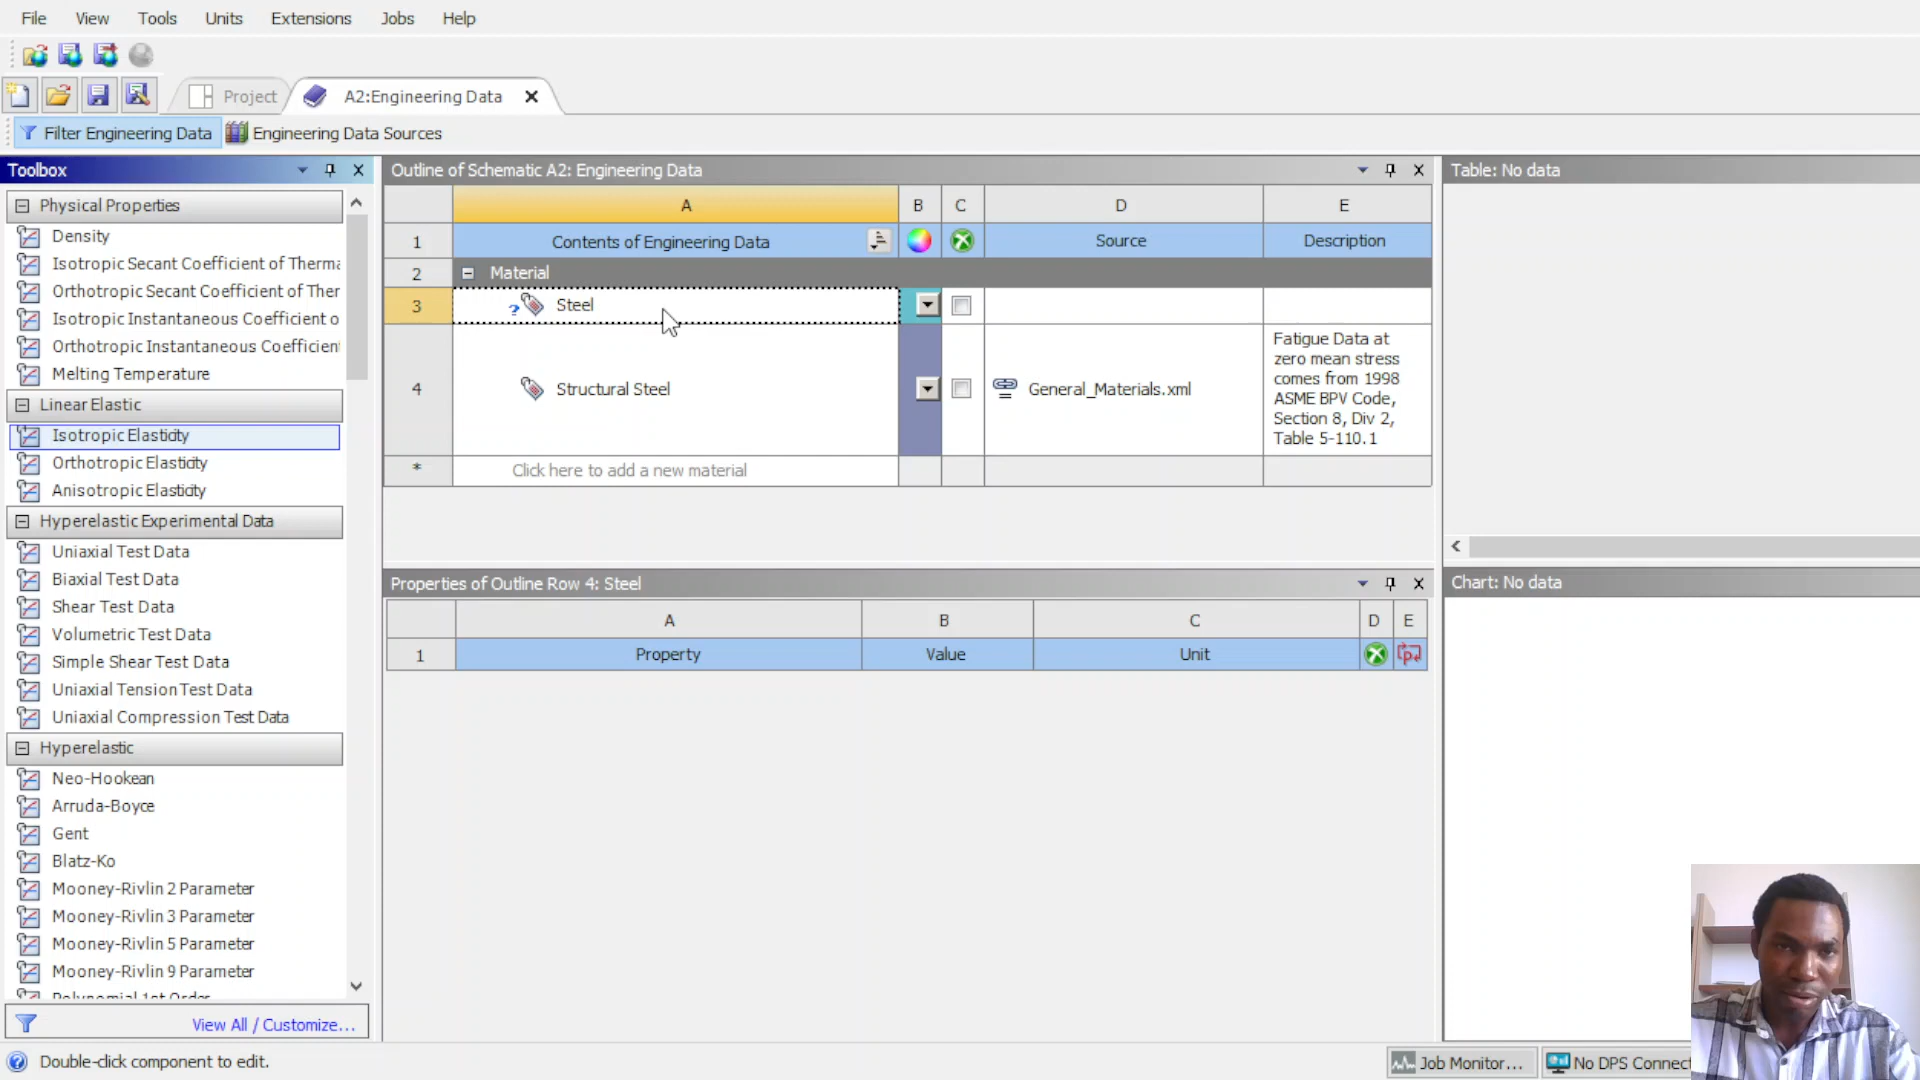 File View Tools Units Extensions Jobs Help
Project A2:Engineering Data
Filter Engineering Data Engineering Data Sources
Toolbox
Physical Properties
Density
Isotropic Secant Coefficient of Therma
Orthotropic Secant Coefficient of Ther
Isotropic Instantaneous Coefficient o
Orthotropic Instantaneous Coefficien
Melting Temperature
Linear Elastic
Isotropic Elasticity
Orthotropic Elasticity
Anisotropic Elasticity
Hyperelastic Experimental Data
Uniaxial Test Data
Biaxial Test Data
Shear Test Data
Volumetric Test Data
Simple Shear Test Data
Uniaxial Tension Test Data
Uniaxial Compression Test Data
Hyperelastic
Neo-Hookean
Arruda-Boyce
Gent
Blatz-Ko
Mooney-Rivlin 2 Parameter
Mooney-Rivlin 3 Parameter
Mooney-Rivlin 5 Parameter
Mooney-Rivlin 9 Parameter
Polynomial 1st Order
View All / Customize...
Outline of Schematic A2: Engineering Data
A B C D E
1 Contents of Engineering Data Source Description
2 Material
3 Steel
4 Structural Steel General_Materials.xml
Fatigue Data at
zero mean stress
comes from 1998
ASME BPV Code,
Section 8, Div 2,
Table 5-110.1
* Click here to add a new material
Properties of Outline Row 4: Steel
A B C D E
1 Property Value Unit
Table: No data
Chart: No data
Double-click component to edit.
Job Monitor... No DPS Connect